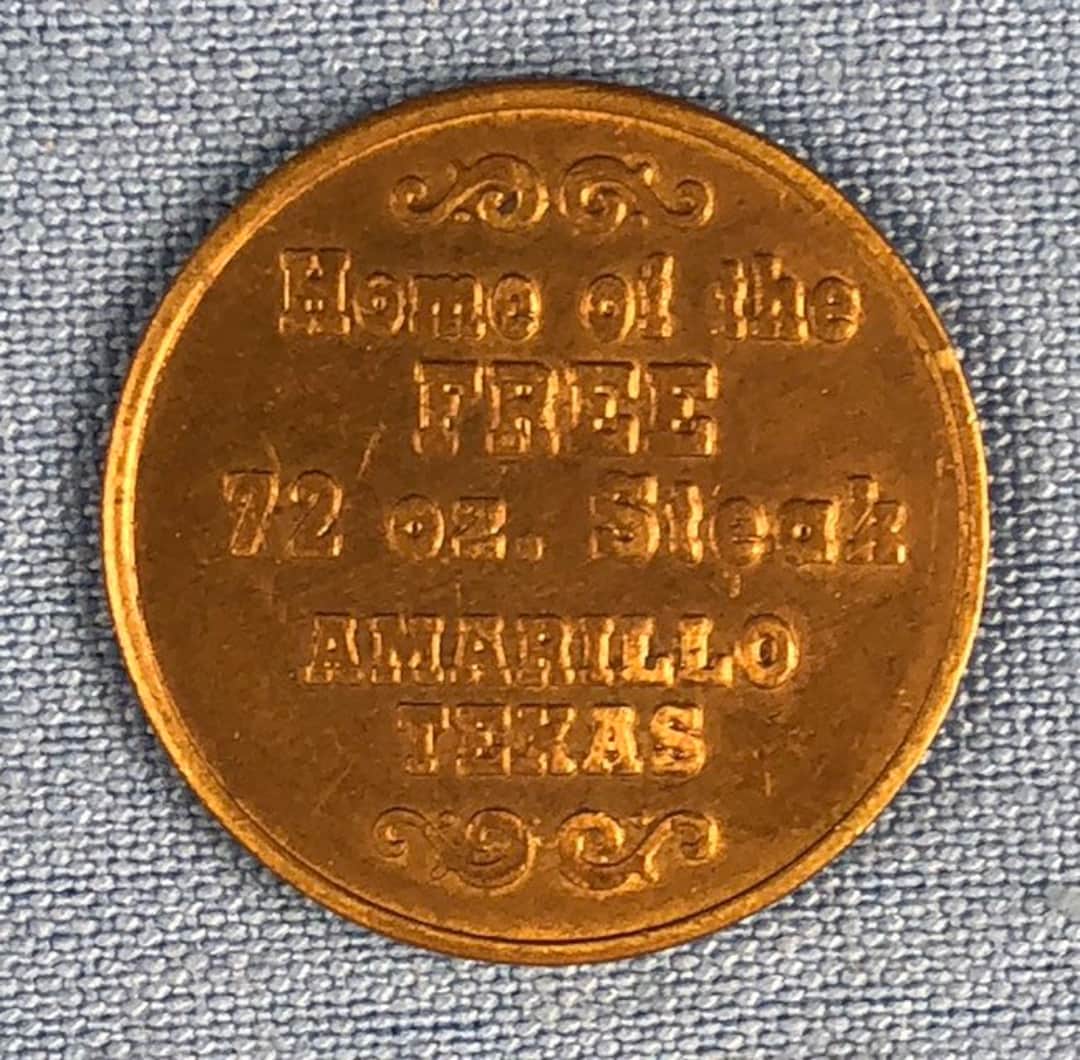 Home of the
FREE
72 oz. Steak
AMARILLO
TEXAS